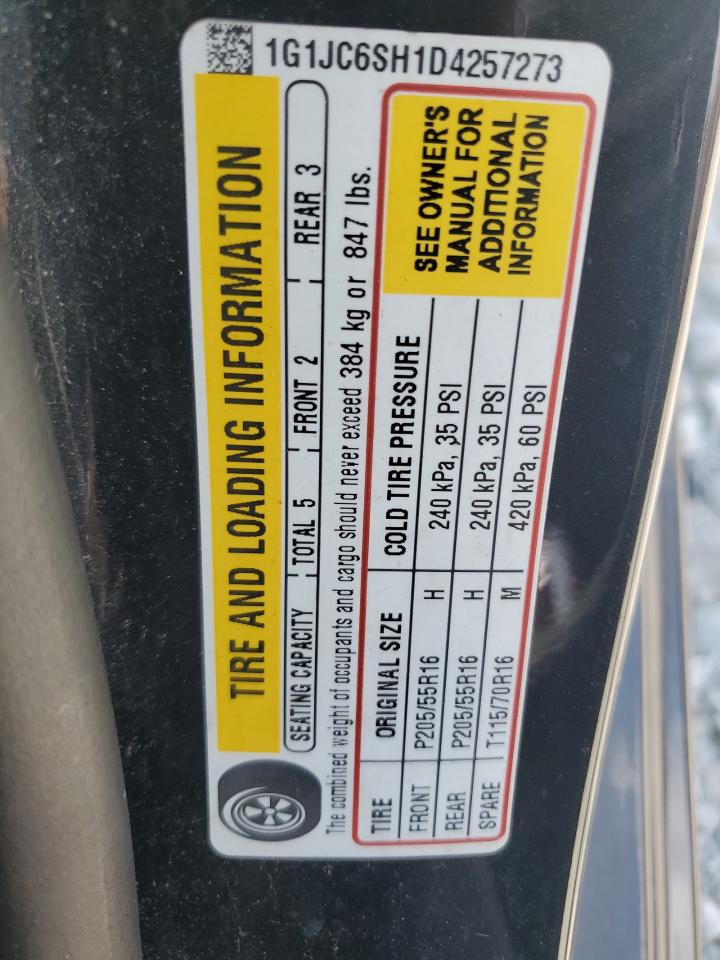 1G1JC6SH1D4257273
TIRE AND LOADING INFORMATION
SEATING CAPACITY TOTAL 5 FRONT 2 REAR 3
The combined weight of occupants and cargo should never exceed 384 kg or 847 lbs.
TIRE ORIGINAL SIZE COLD TIRE PRESSURE
FRONT P205/55R16 H 240 kPa, 35 PSI
REAR P205/55R16 H 240 kPa, 35 PSI
SPARE T115/70R16 M 420 kPa, 60 PSI
SEE OWNER'S
MANUAL FOR
ADDITIONAL
INFORMATION